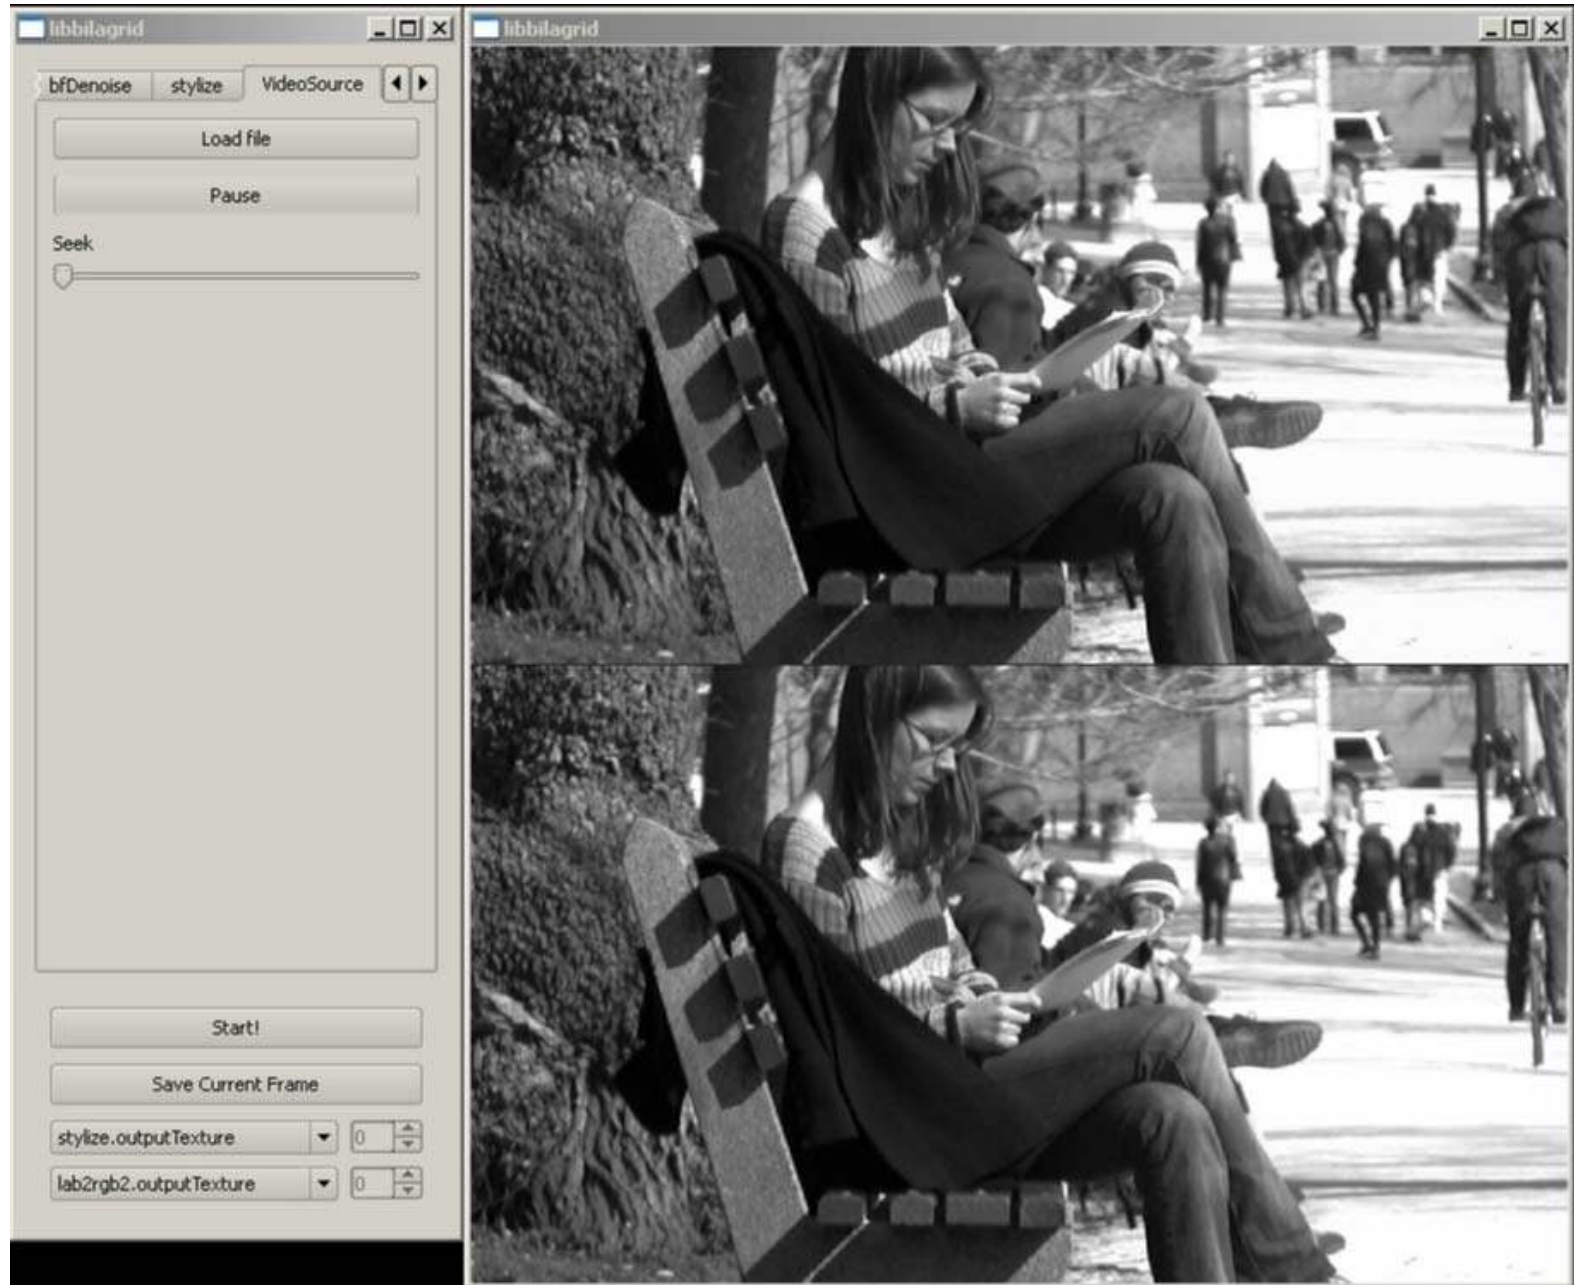 libbilagrid
libbilagrid
bfDenoise stylize VideoSource
Load file
Pause
Seek
Start!
Save Current Frame
stylize.outputTexture 0
lab2rgb2.outputTexture 0